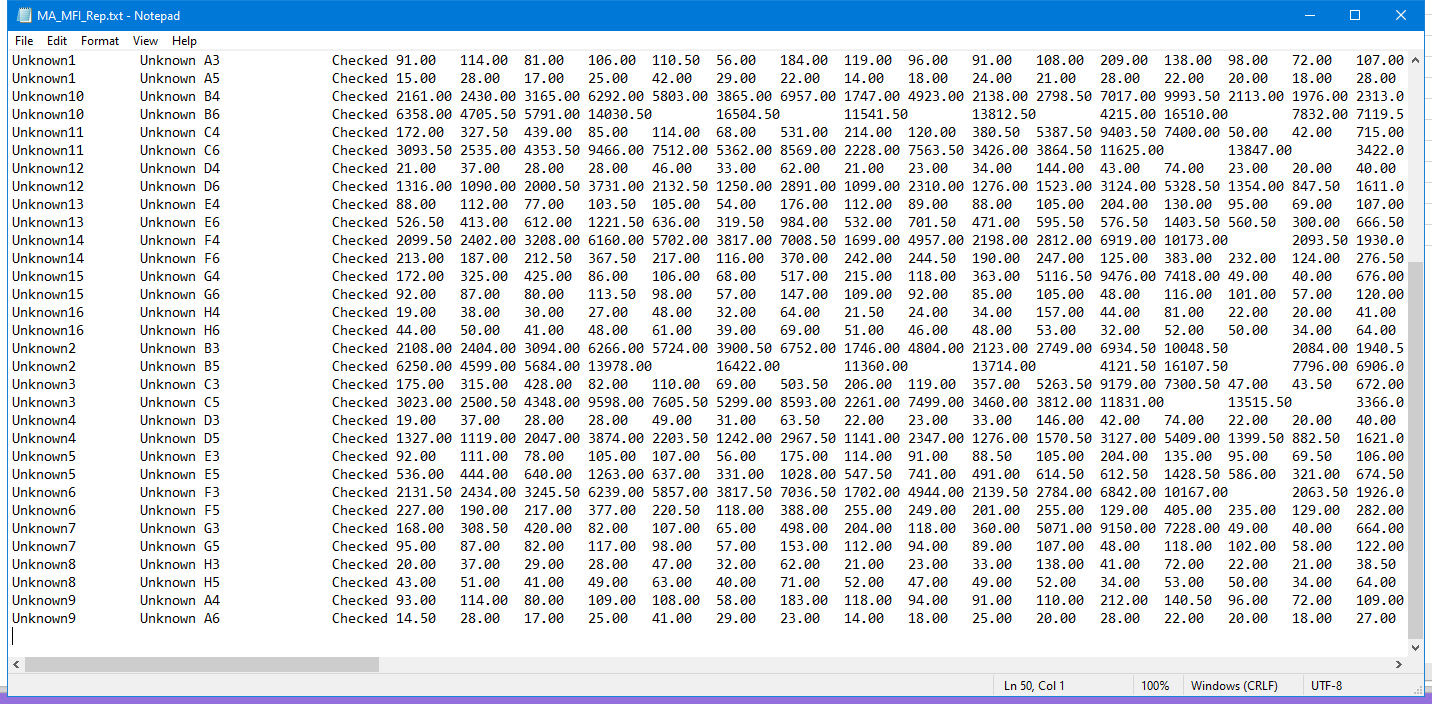 MA_MFI_Rep.txt - Notepad
File Edit Format View Help
Unknown1 Unknown A3 Checked 91.00 114.00 81.00 106.00 110.50 56.00 184.00 119.00 96.00 91.00 108.00 209.00 138.00 98.00 72.00 107.00
Unknown1 Unknown A5 Checked 15.00 28.00 17.00 25.00 42.00 29.00 22.00 14.00 18.00 24.00 21.00 28.00 22.00 20.00 18.00 28.00
Unknown10 Unknown B4 Checked 2161.00 2430.00 3165.00 6292.00 5803.00 3865.00 6957.00 1747.00 4923.00 2138.00 2798.50 7017.00 9993.50 2113.00 1976.00 2313.0
Unknown10 Unknown B6 Checked 6358.00 4705.50 5791.00 14030.50 16504.50 11541.50 13812.50 4215.00 16510.00 7832.00 7119.5
Unknown11 Unknown C4 Checked 172.00 327.50 439.00 85.00 114.00 68.00 531.00 214.00 120.00 380.50 5387.50 9403.50 7400.00 50.00 42.00 715.00
Unknown11 Unknown C6 Checked 3093.50 2535.00 4353.50 9466.00 7512.00 5362.00 8569.00 2228.00 7563.50 3426.00 3864.50 11625.00 13847.00 3422.0
Unknown12 Unknown D4 Checked 21.00 37.00 28.00 28.00 46.00 33.00 62.00 21.00 23.00 34.00 144.00 43.00 74.00 23.00 20.00 40.00
Unknown12 Unknown D6 Checked 1316.00 1090.00 2000.50 3731.00 2132.50 1250.00 2891.00 1099.00 2310.00 1276.00 1523.00 3124.00 5328.50 1354.00 847.50 1611.0
Unknown13 Unknown E4 Checked 88.00 112.00 77.00 103.50 105.00 54.00 176.00 112.00 89.00 88.00 105.00 204.00 130.00 95.00 69.00 107.00
Unknown13 Unknown E6 Checked 526.50 413.00 612.00 1221.50 636.00 319.50 984.00 532.00 701.50 471.00 595.50 576.50 1403.50 560.50 300.00 666.50
Unknown14 Unknown F4 Checked 2099.50 2402.00 3208.00 6160.00 5702.00 3817.00 7008.50 1699.00 4957.00 2198.00 2812.00 6919.00 10173.00 2093.50 1930.0
Unknown14 Unknown F6 Checked 213.00 187.00 212.50 367.50 217.00 116.00 370.00 242.00 244.50 190.00 247.00 125.00 383.00 232.00 124.00 276.50
Unknown15 Unknown G4 Checked 172.00 325.00 425.00 86.00 106.00 68.00 517.00 215.00 118.00 363.00 5116.50 9476.00 7418.00 49.00 40.00 676.00
Unknown15 Unknown G6 Checked 92.00 87.00 80.00 113.50 98.00 57.00 147.00 109.00 92.00 85.00 105.00 48.00 116.00 101.00 57.00 120.00
Unknown16 Unknown H4 Checked 19.00 38.00 30.00 27.00 48.00 32.00 64.00 21.50 24.00 34.00 157.00 44.00 81.00 22.00 20.00 41.00
Unknown16 Unknown H6 Checked 44.00 50.00 41.00 48.00 61.00 39.00 69.00 51.00 46.00 48.00 53.00 32.00 52.00 50.00 34.00 64.00
Unknown2 Unknown B3 Checked 2108.00 2404.00 3094.00 6266.00 5724.00 3900.50 6752.00 1746.00 4804.00 2123.00 2749.00 6934.50 10048.50 2084.00 1940.5
Unknown2 Unknown B5 Checked 6250.00 4599.00 5684.00 13978.00 16422.00 11360.00 13714.00 4121.50 16107.50 7796.00 6906.0
Unknown3 Unknown C3 Checked 175.00 315.00 428.00 82.00 110.00 69.00 503.50 206.00 119.00 357.00 5263.50 9179.00 7300.50 47.00 43.50 672.00
Unknown3 Unknown C5 Checked 3023.00 2500.50 4348.00 9598.00 7605.50 5299.00 8593.00 2261.00 7499.00 3460.00 3812.00 11831.00 13515.50 3366.0
Unknown4 Unknown D3 Checked 19.00 37.00 28.00 28.00 49.00 31.00 63.50 22.00 23.00 33.00 146.00 42.00 74.00 22.00 20.00 40.00
Unknown4 Unknown D5 Checked 1327.00 1119.00 2047.00 3874.00 2203.50 1242.00 2967.50 1141.00 2347.00 1276.00 1570.50 3127.00 5409.00 1399.50 882.50 1621.0
Unknown5 Unknown E3 Checked 92.00 111.00 78.00 105.00 107.00 56.00 175.00 114.00 91.00 88.50 105.00 204.00 135.00 95.00 69.50 106.00
Unknown5 Unknown E5 Checked 536.00 444.00 640.00 1263.00 637.00 331.00 1028.00 547.50 741.00 491.00 614.50 612.50 1428.50 586.00 321.00 674.50
Unknown6 Unknown F3 Checked 2131.50 2434.00 3245.50 6239.00 5857.00 3817.50 7036.50 1702.00 4944.00 2139.50 2784.00 6842.00 10167.00 2063.50 1926.0
Unknown6 Unknown F5 Checked 227.00 190.00 217.00 377.00 220.50 118.00 388.00 255.00 249.00 201.00 255.00 129.00 405.00 235.00 129.00 282.00
Unknown7 Unknown G3 Checked 168.00 308.50 420.00 82.00 107.00 65.00 498.00 204.00 118.00 360.00 5071.00 9150.00 7228.00 49.00 40.00 664.00
Unknown7 Unknown G5 Checked 95.00 87.00 82.00 117.00 98.00 57.00 153.00 112.00 94.00 89.00 107.00 48.00 118.00 102.00 58.00 122.00
Unknown8 Unknown H3 Checked 20.00 37.00 29.00 28.00 47.00 32.00 62.00 21.00 23.00 33.00 138.00 41.00 72.00 22.00 21.00 38.50
Unknown8 Unknown H5 Checked 43.00 51.00 41.00 49.00 63.00 40.00 71.00 52.00 47.00 49.00 52.00 34.00 53.00 50.00 34.00 64.00
Unknown9 Unknown A4 Checked 93.00 114.00 80.00 109.00 108.00 58.00 183.00 118.00 94.00 91.00 110.00 212.00 140.50 96.00 72.00 109.00
Unknown9 Unknown A6 Checked 14.50 28.00 17.00 25.00 41.00 29.00 23.00 14.00 18.00 25.00 20.00 28.00 22.00 20.00 18.00 27.00
Ln 50, Col 1 100% Windows (CRLF) UTF-8